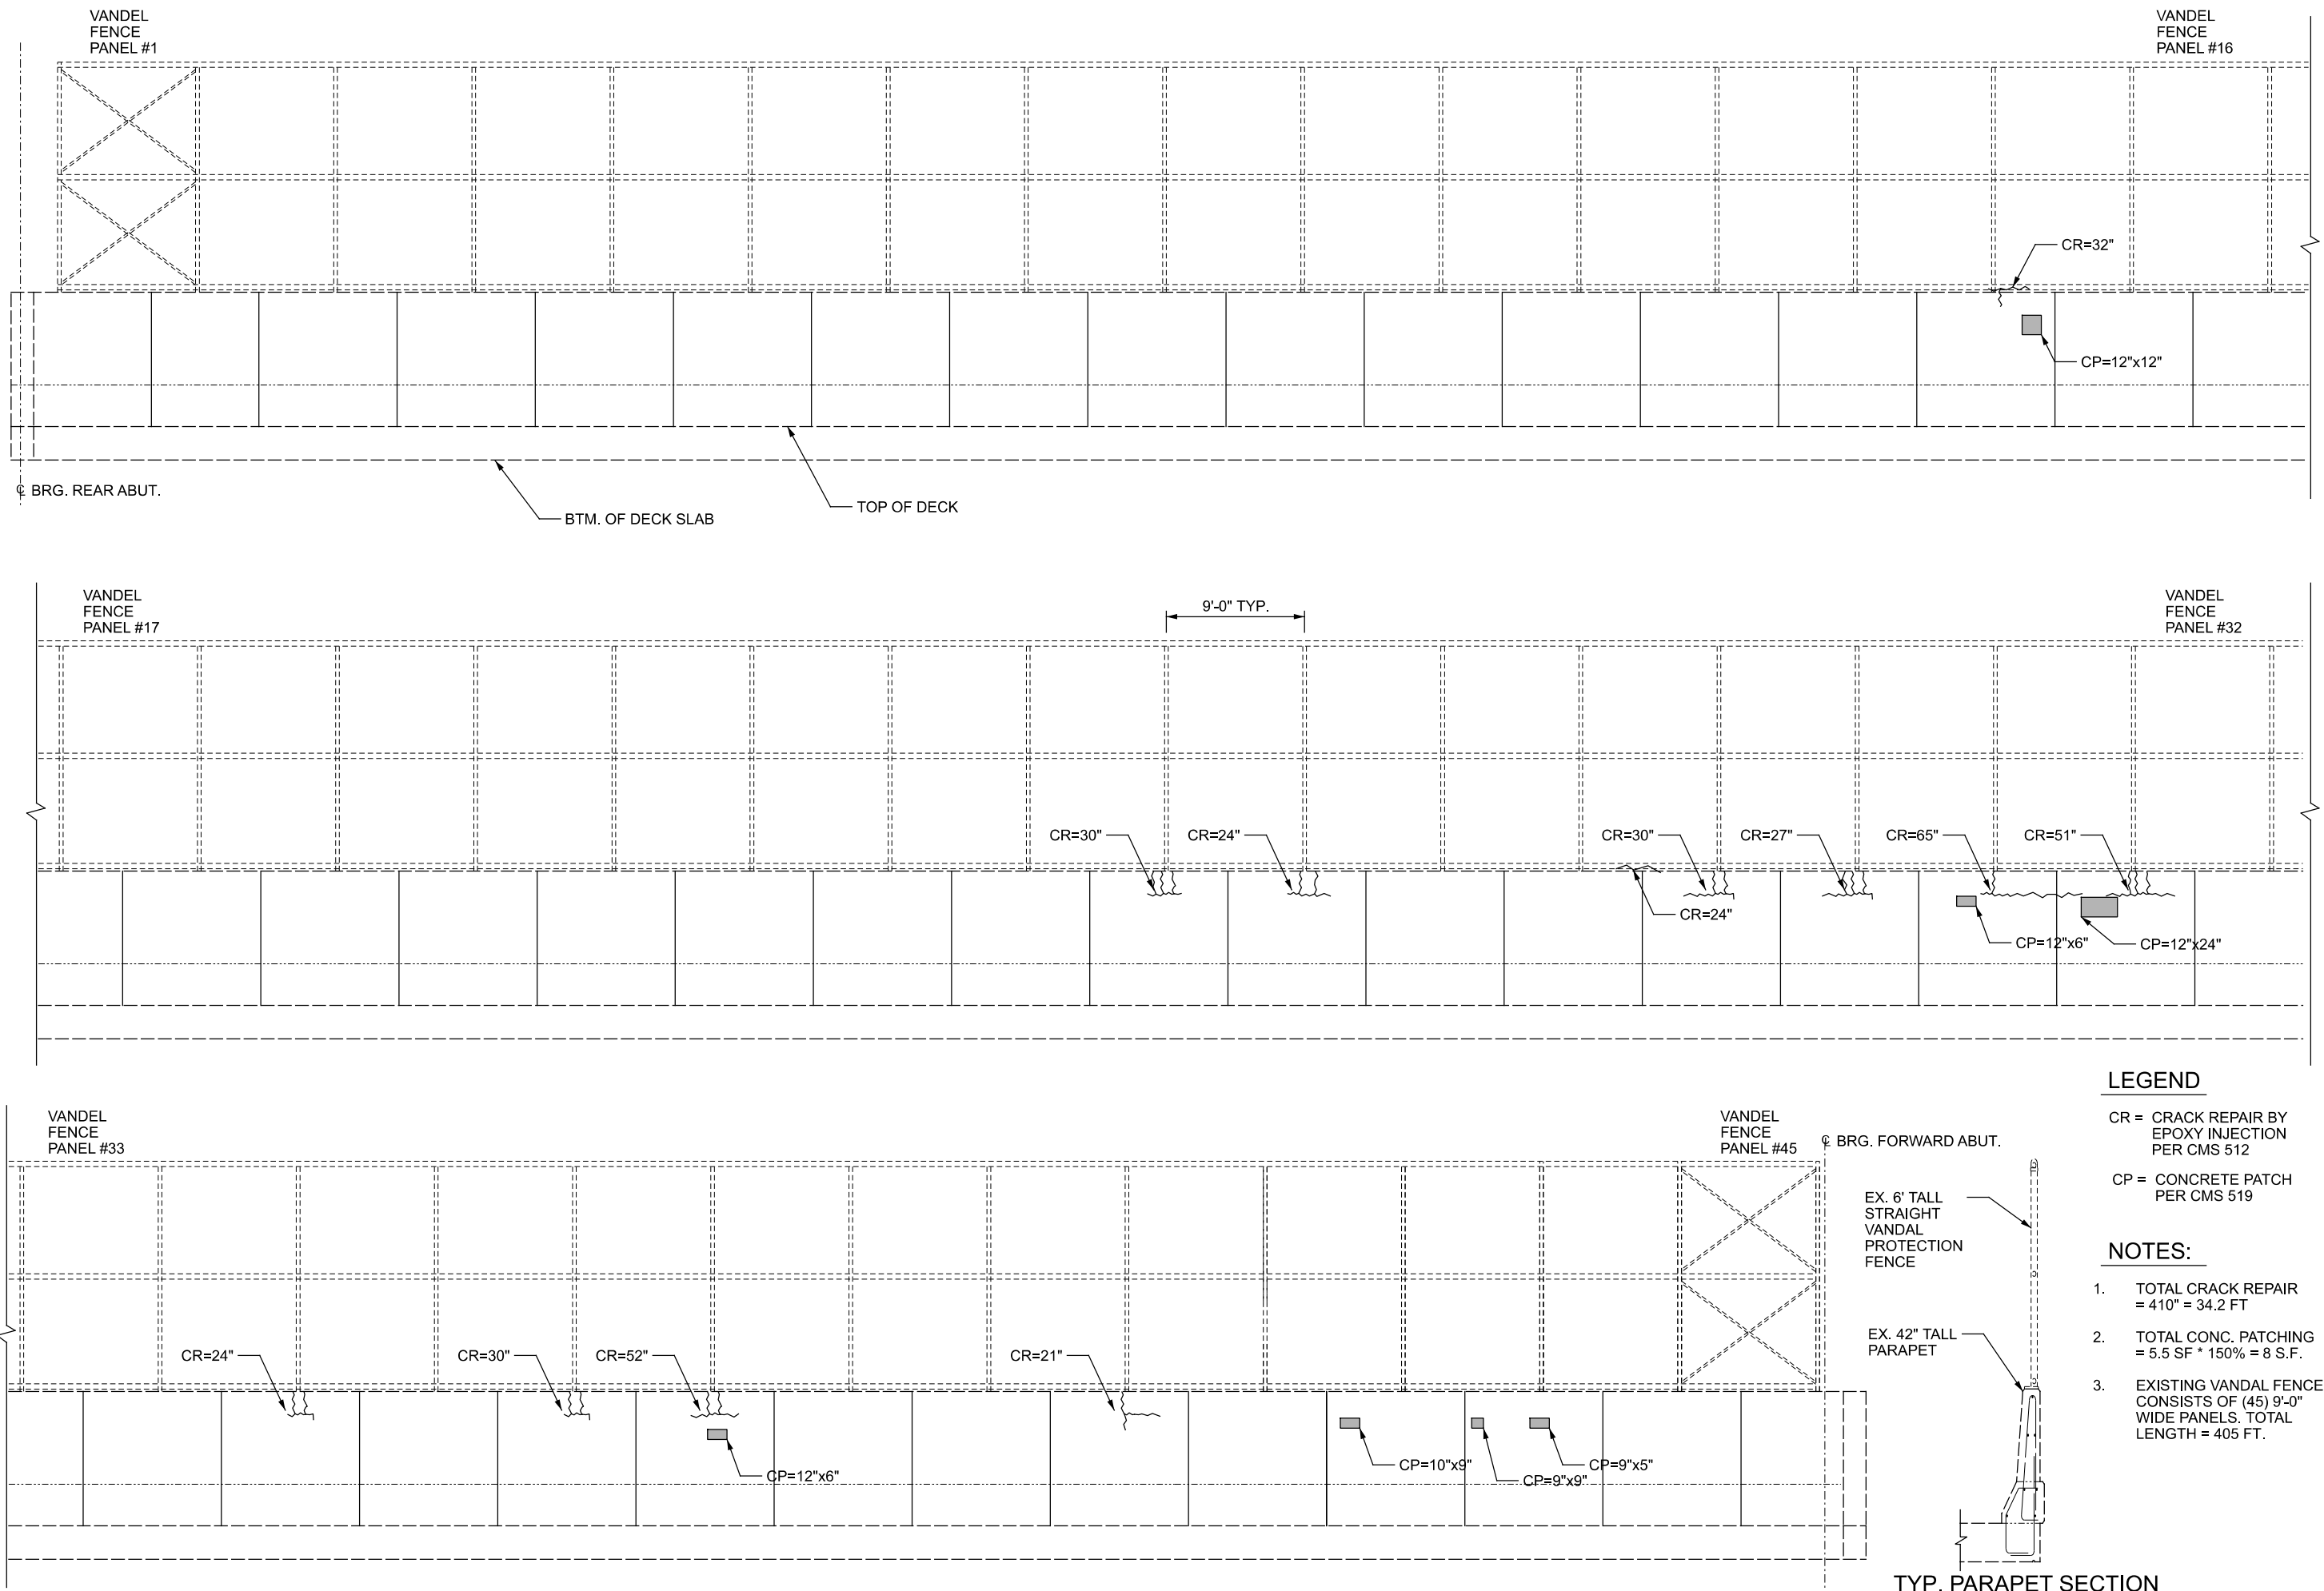 VANDEL
FENCE
PANEL #1
VANDEL
FENCE
PANEL #16
CR=32"
CP=12"x12"
℄ BRG. REAR ABUT.
BTM. OF DECK SLAB
TOP OF DECK
VANDEL
FENCE
PANEL #17
9'-0" TYP.
VANDEL
FENCE
PANEL #32
CR=30"
CR=24"
CR=30"
CR=27"
CR=65"
CR=51"
CR=24"
CP=12"x6"
CP=12"x24"
VANDEL
FENCE
PANEL #33
VANDEL
FENCE
PANEL #45
℄ BRG. FORWARD ABUT.
CR=24"
CR=30"
CR=52"
CR=21"
CP=12"x6"
CP=10"x9"
CP=9"x9"
CP=9"x5"
EX. 6' TALL
STRAIGHT
VANDAL
PROTECTION
FENCE
EX. 42" TALL
PARAPET
TYP. PARAPET SECTION
LEGEND
CR = CRACK REPAIR BY
EPOXY INJECTION
PER CMS 512
CP = CONCRETE PATCH
PER CMS 519
NOTES:
1. TOTAL CRACK REPAIR
= 410" = 34.2 FT
2. TOTAL CONC. PATCHING
= 5.5 SF * 150% = 8 S.F.
3. EXISTING VANDAL FENCE
CONSISTS OF (45) 9'-0"
WIDE PANELS. TOTAL
LENGTH = 405 FT.